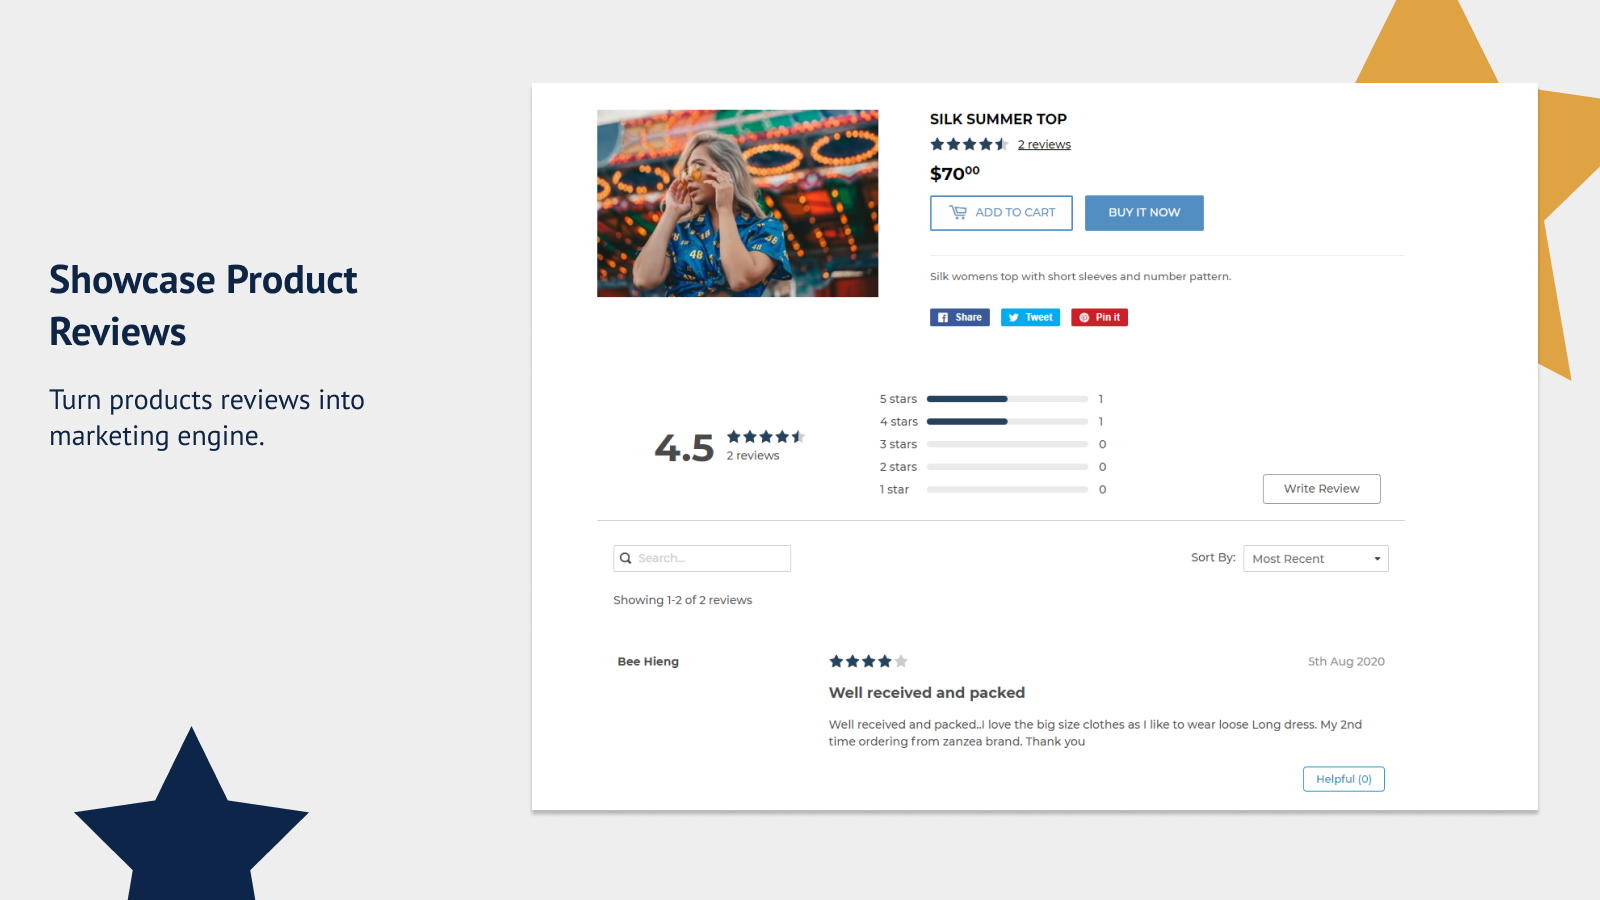 Showcase Product
Reviews
Turn products reviews into
marketing engine.
SILK SUMMER TOP
2 reviews
$7000
ADD TO CART
BUY IT NOW
Silk womens top with short sleeves and number pattern.
Share
Tweet
Pin it
4.5
2 reviews
5 stars 1
4 stars 1
3 stars 0
2 stars 0
1 star 0
Write Review
Search...
Sort By: Most Recent
Showing 1-2 of 2 reviews
Bee Hieng
5th Aug 2020
Well received and packed
Well received and packed..I love the big size clothes as I like to wear loose Long dress. My 2nd
time ordering from zanzea brand. Thank you
Helpful (0)